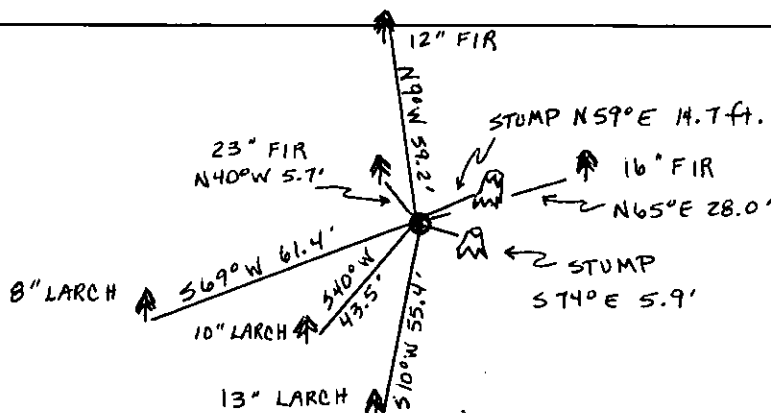 12" FIR
N9°W 59.2'
STUMP N59°E 14.7 ft.
23" FIR
N40°W 5.7'
16" FIR
N65°E 28.0'
S69°W 61.4'
8" LARCH
S40°W
43.5'
10" LARCH
STUMP
S74°E 5.9'
S10°W 55.4'
13" LARCH